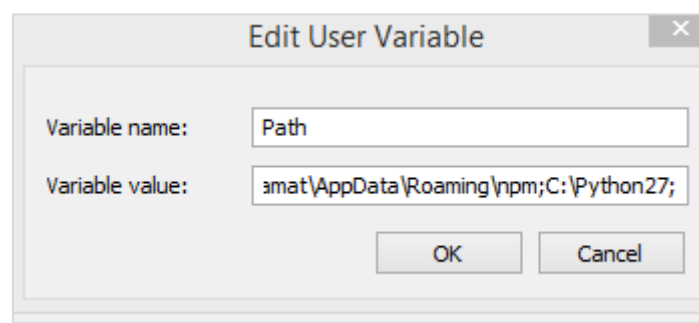 Edit User Variable
Variable name: Path
Variable value: amat\AppData\Roaming\npm;C:\Python27;
OK Cancel